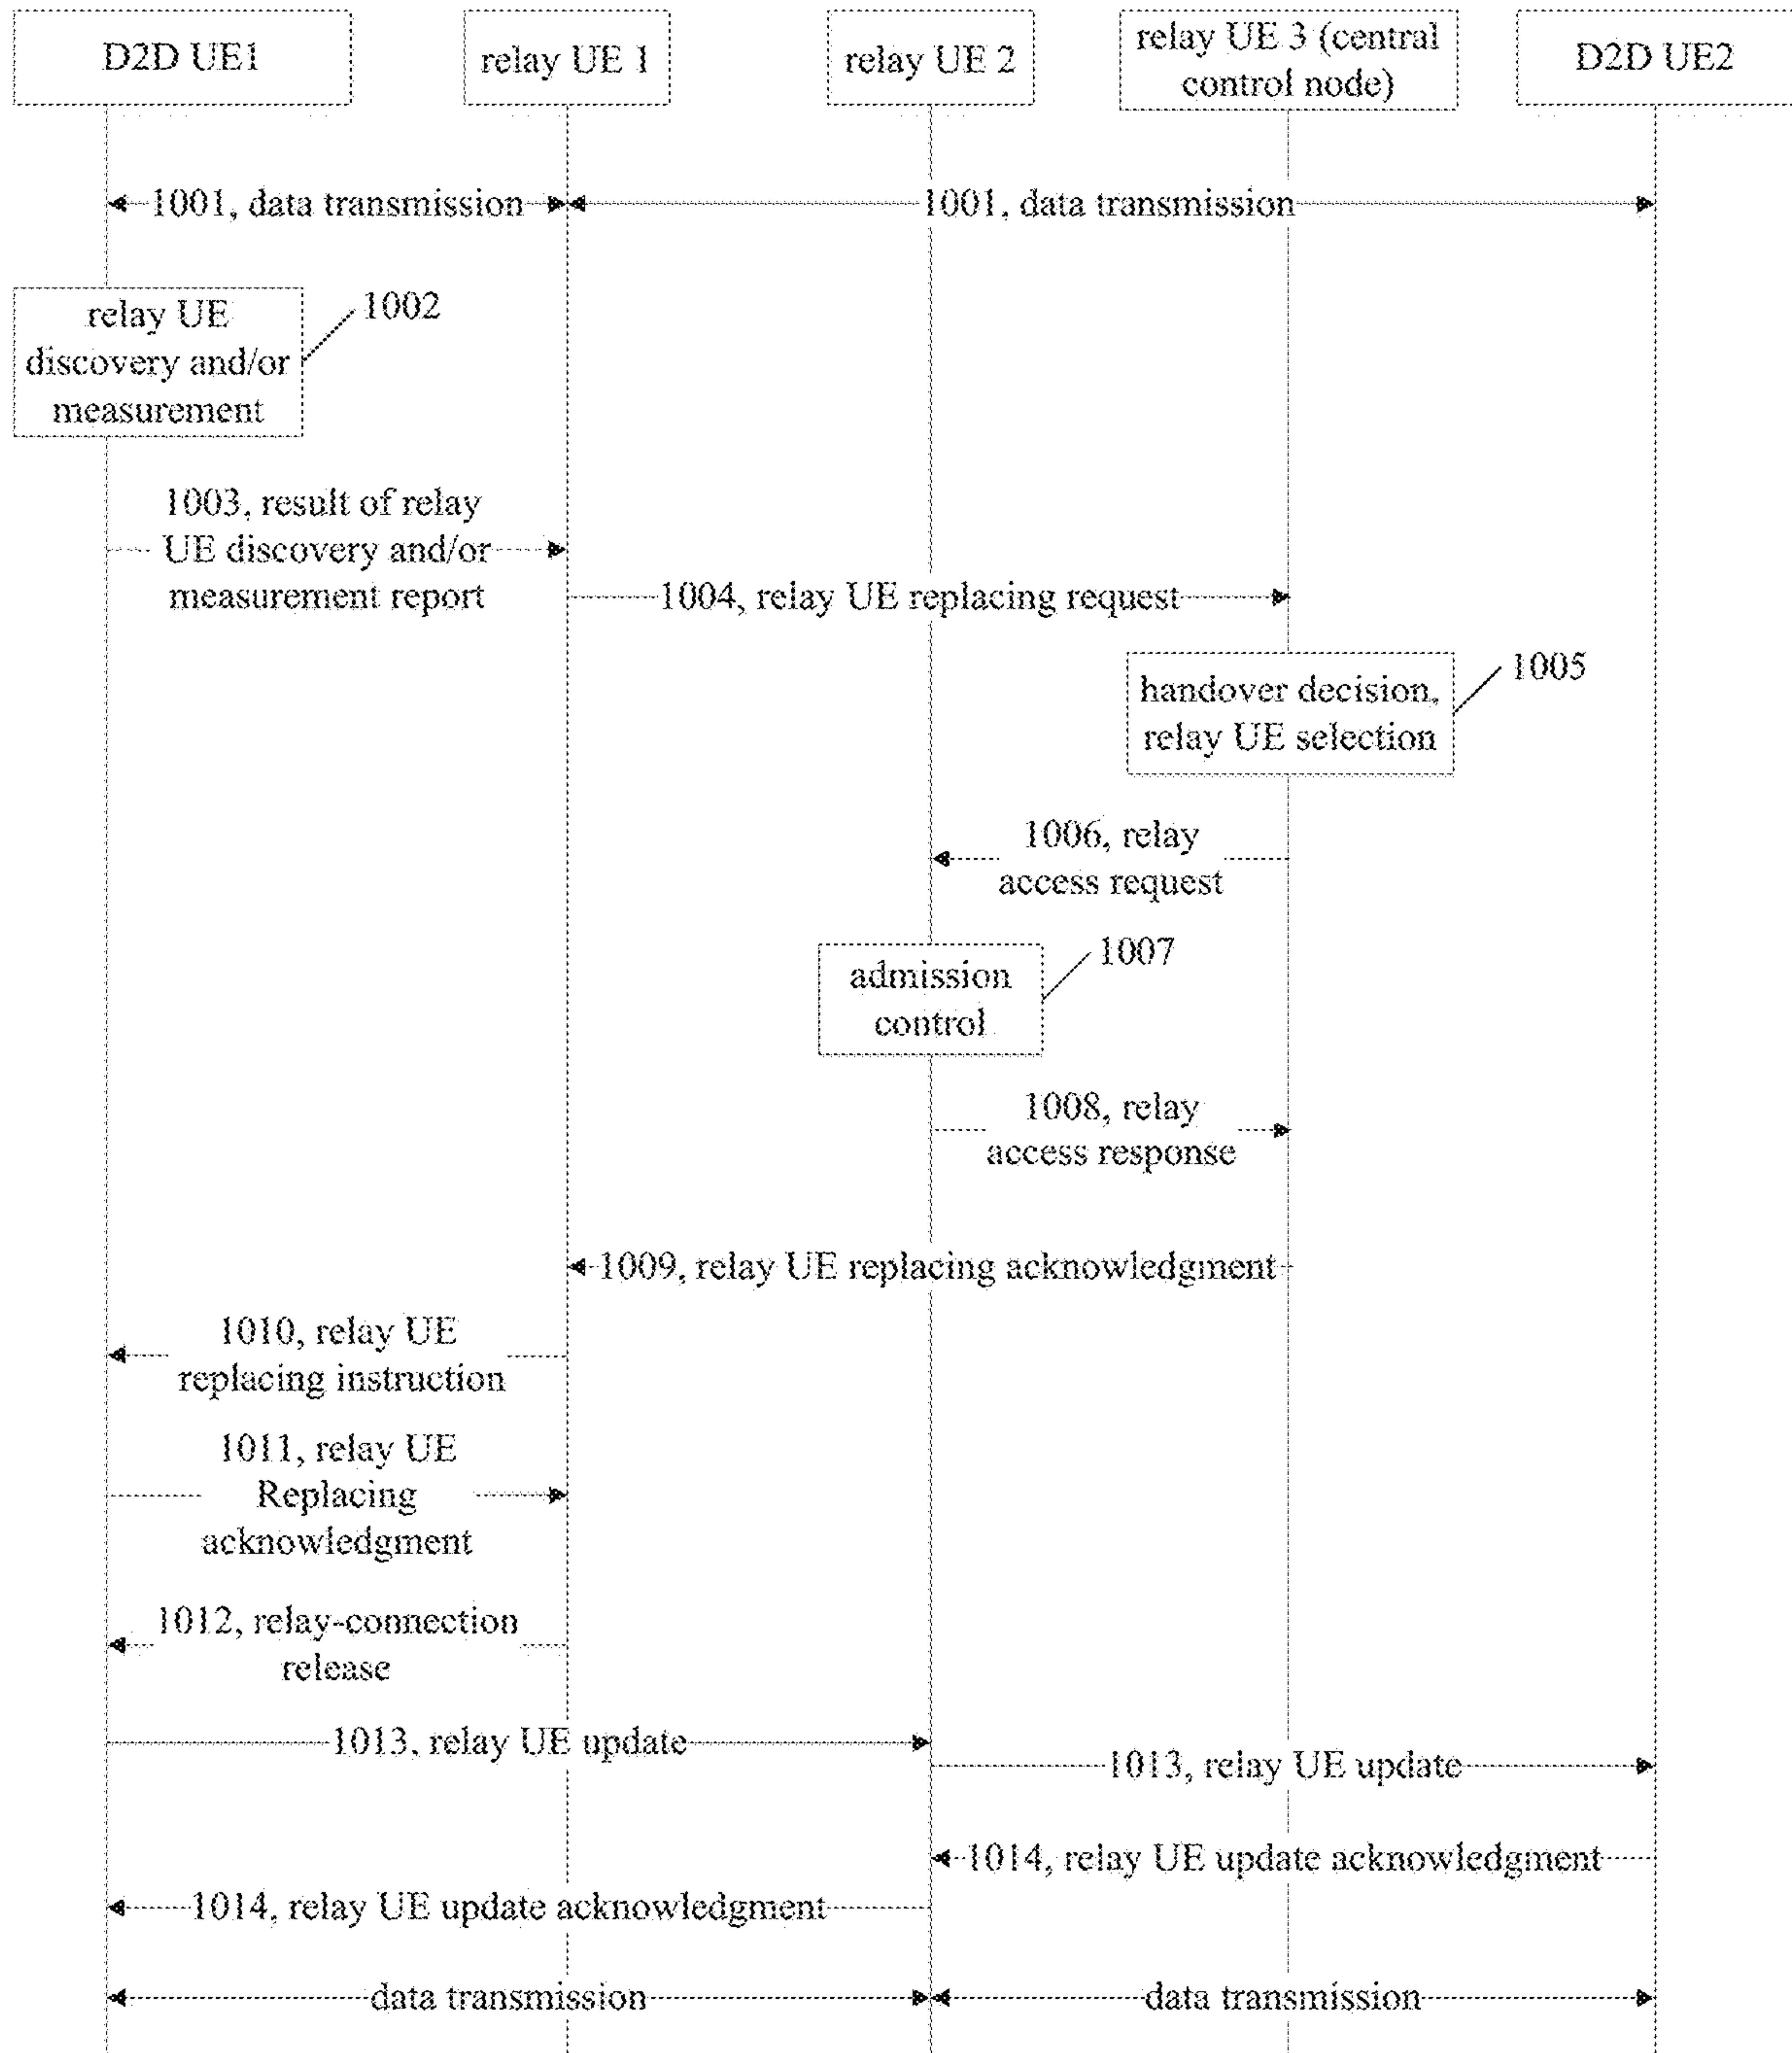 D2D UE1
relay UE 1
relay UE 2
relay UE 3 (central
control node)
D2D UE2
1001, data transmission
1001, data transmission
relay UE
discovery and/or
measurement
1002
1003, result of relay
UE discovery and/or
measurement report
1004, relay UE replacing request
handover decision,
relay UE selection
1005
1006, relay
access request
admission
control
1007
1008, relay
access response
1009, relay UE replacing acknowledgment
1010, relay UE
replacing instruction
1011, relay UE
Replacing
acknowledgment
1012, relay-connection
release
1013, relay UE update
1013, relay UE update
1014, relay UE update acknowledgment
1014, relay UE update acknowledgment
data transmission
data transmission